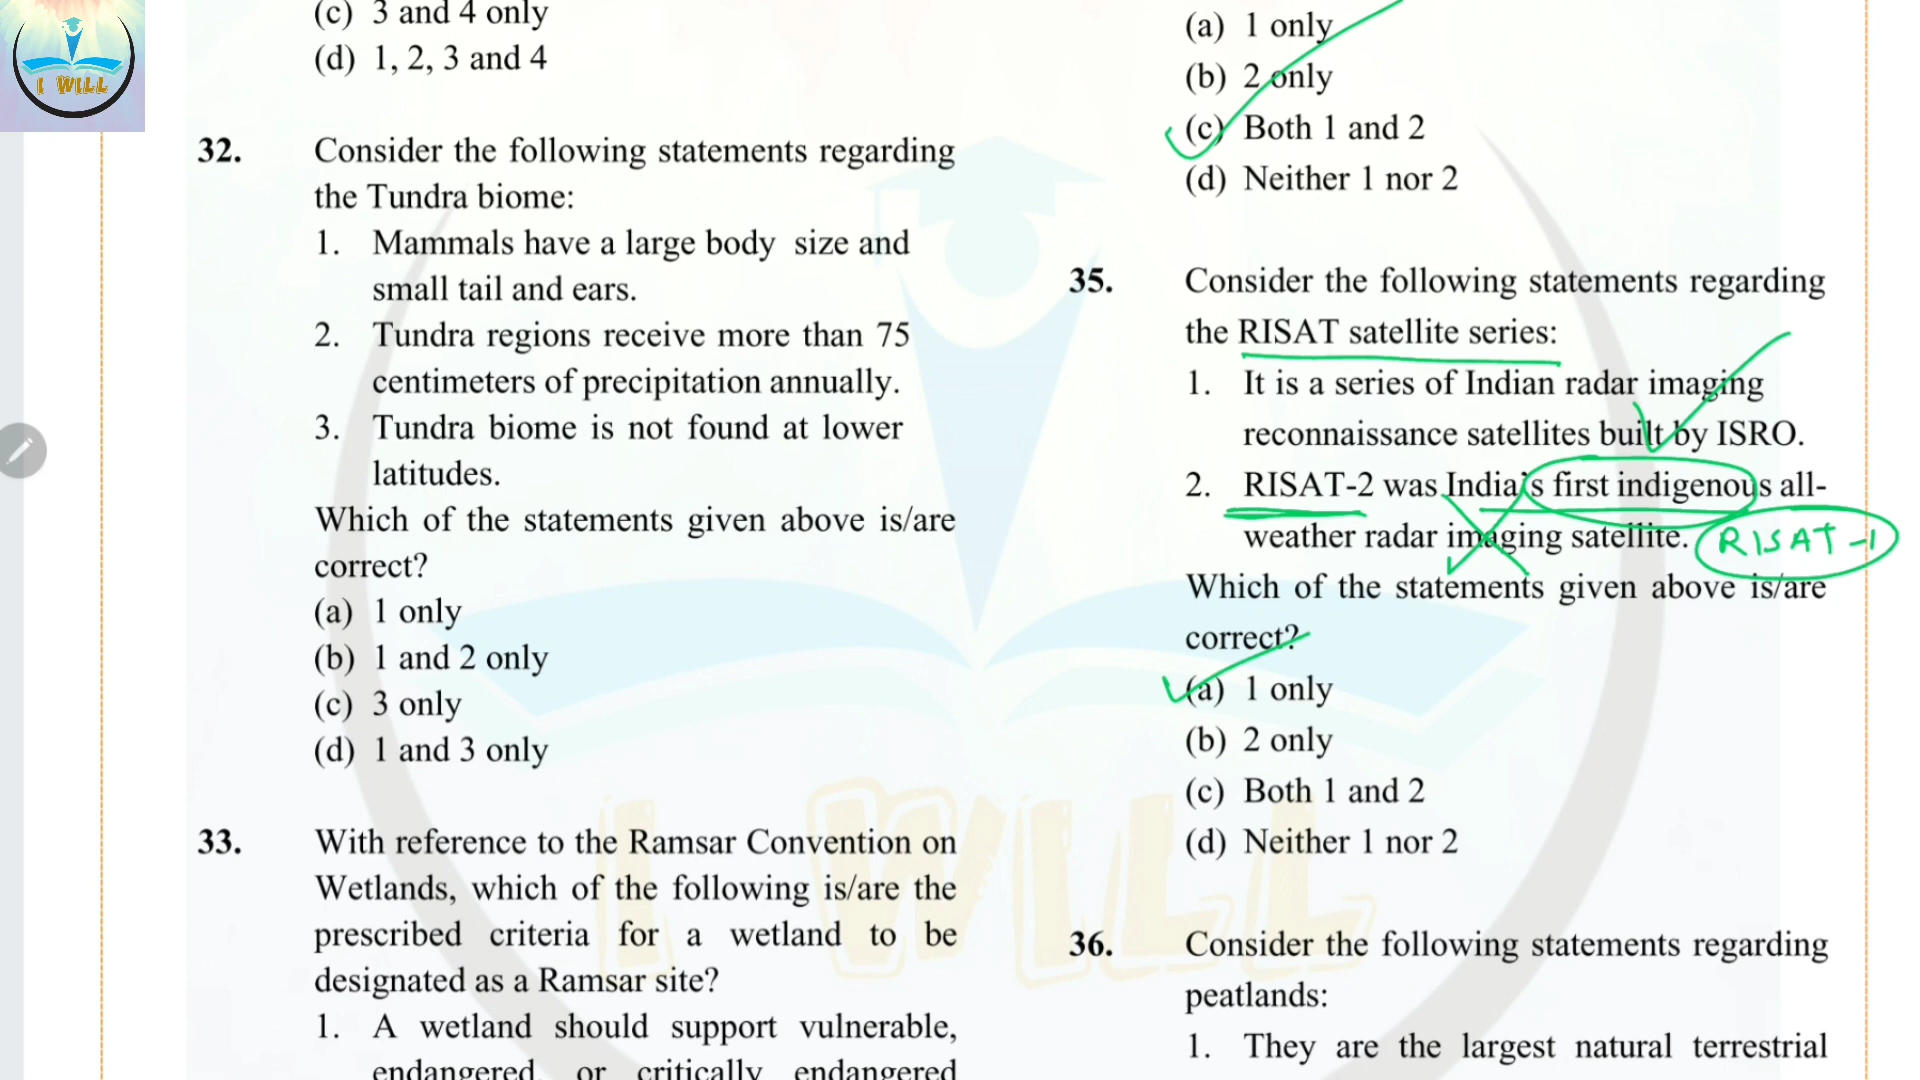 I WILL
(c) 3 and 4 only
(d) 1, 2, 3 and 4
32. Consider the following statements regarding
the Tundra biome:
1. Mammals have a large body size and
small tail and ears.
2. Tundra regions receive more than 75
centimeters of precipitation annually.
3. Tundra biome is not found at lower
latitudes.
Which of the statements given above is/are
correct?
(a) 1 only
(b) 1 and 2 only
(c) 3 only
(d) 1 and 3 only
33. With reference to the Ramsar Convention on
Wetlands, which of the following is/are the
prescribed criteria for a wetland to be
designated as a Ramsar site?
1. A wetland should support vulnerable,
endangered, or critically endangered
(a) 1 only
(b) 2 only
(c) Both 1 and 2
(d) Neither 1 nor 2
35. Consider the following statements regarding
the RISAT satellite series:
1. It is a series of Indian radar imaging
reconnaissance satellites built by ISRO.
2. RISAT-2 was India's first indigenous all-
weather radar imaging satellite. RISAT-1
Which of the statements given above is/are
correct?
(a) 1 only
(b) 2 only
(c) Both 1 and 2
(d) Neither 1 nor 2
36. Consider the following statements regarding
peatlands:
1. They are the largest natural terrestrial
I WILL